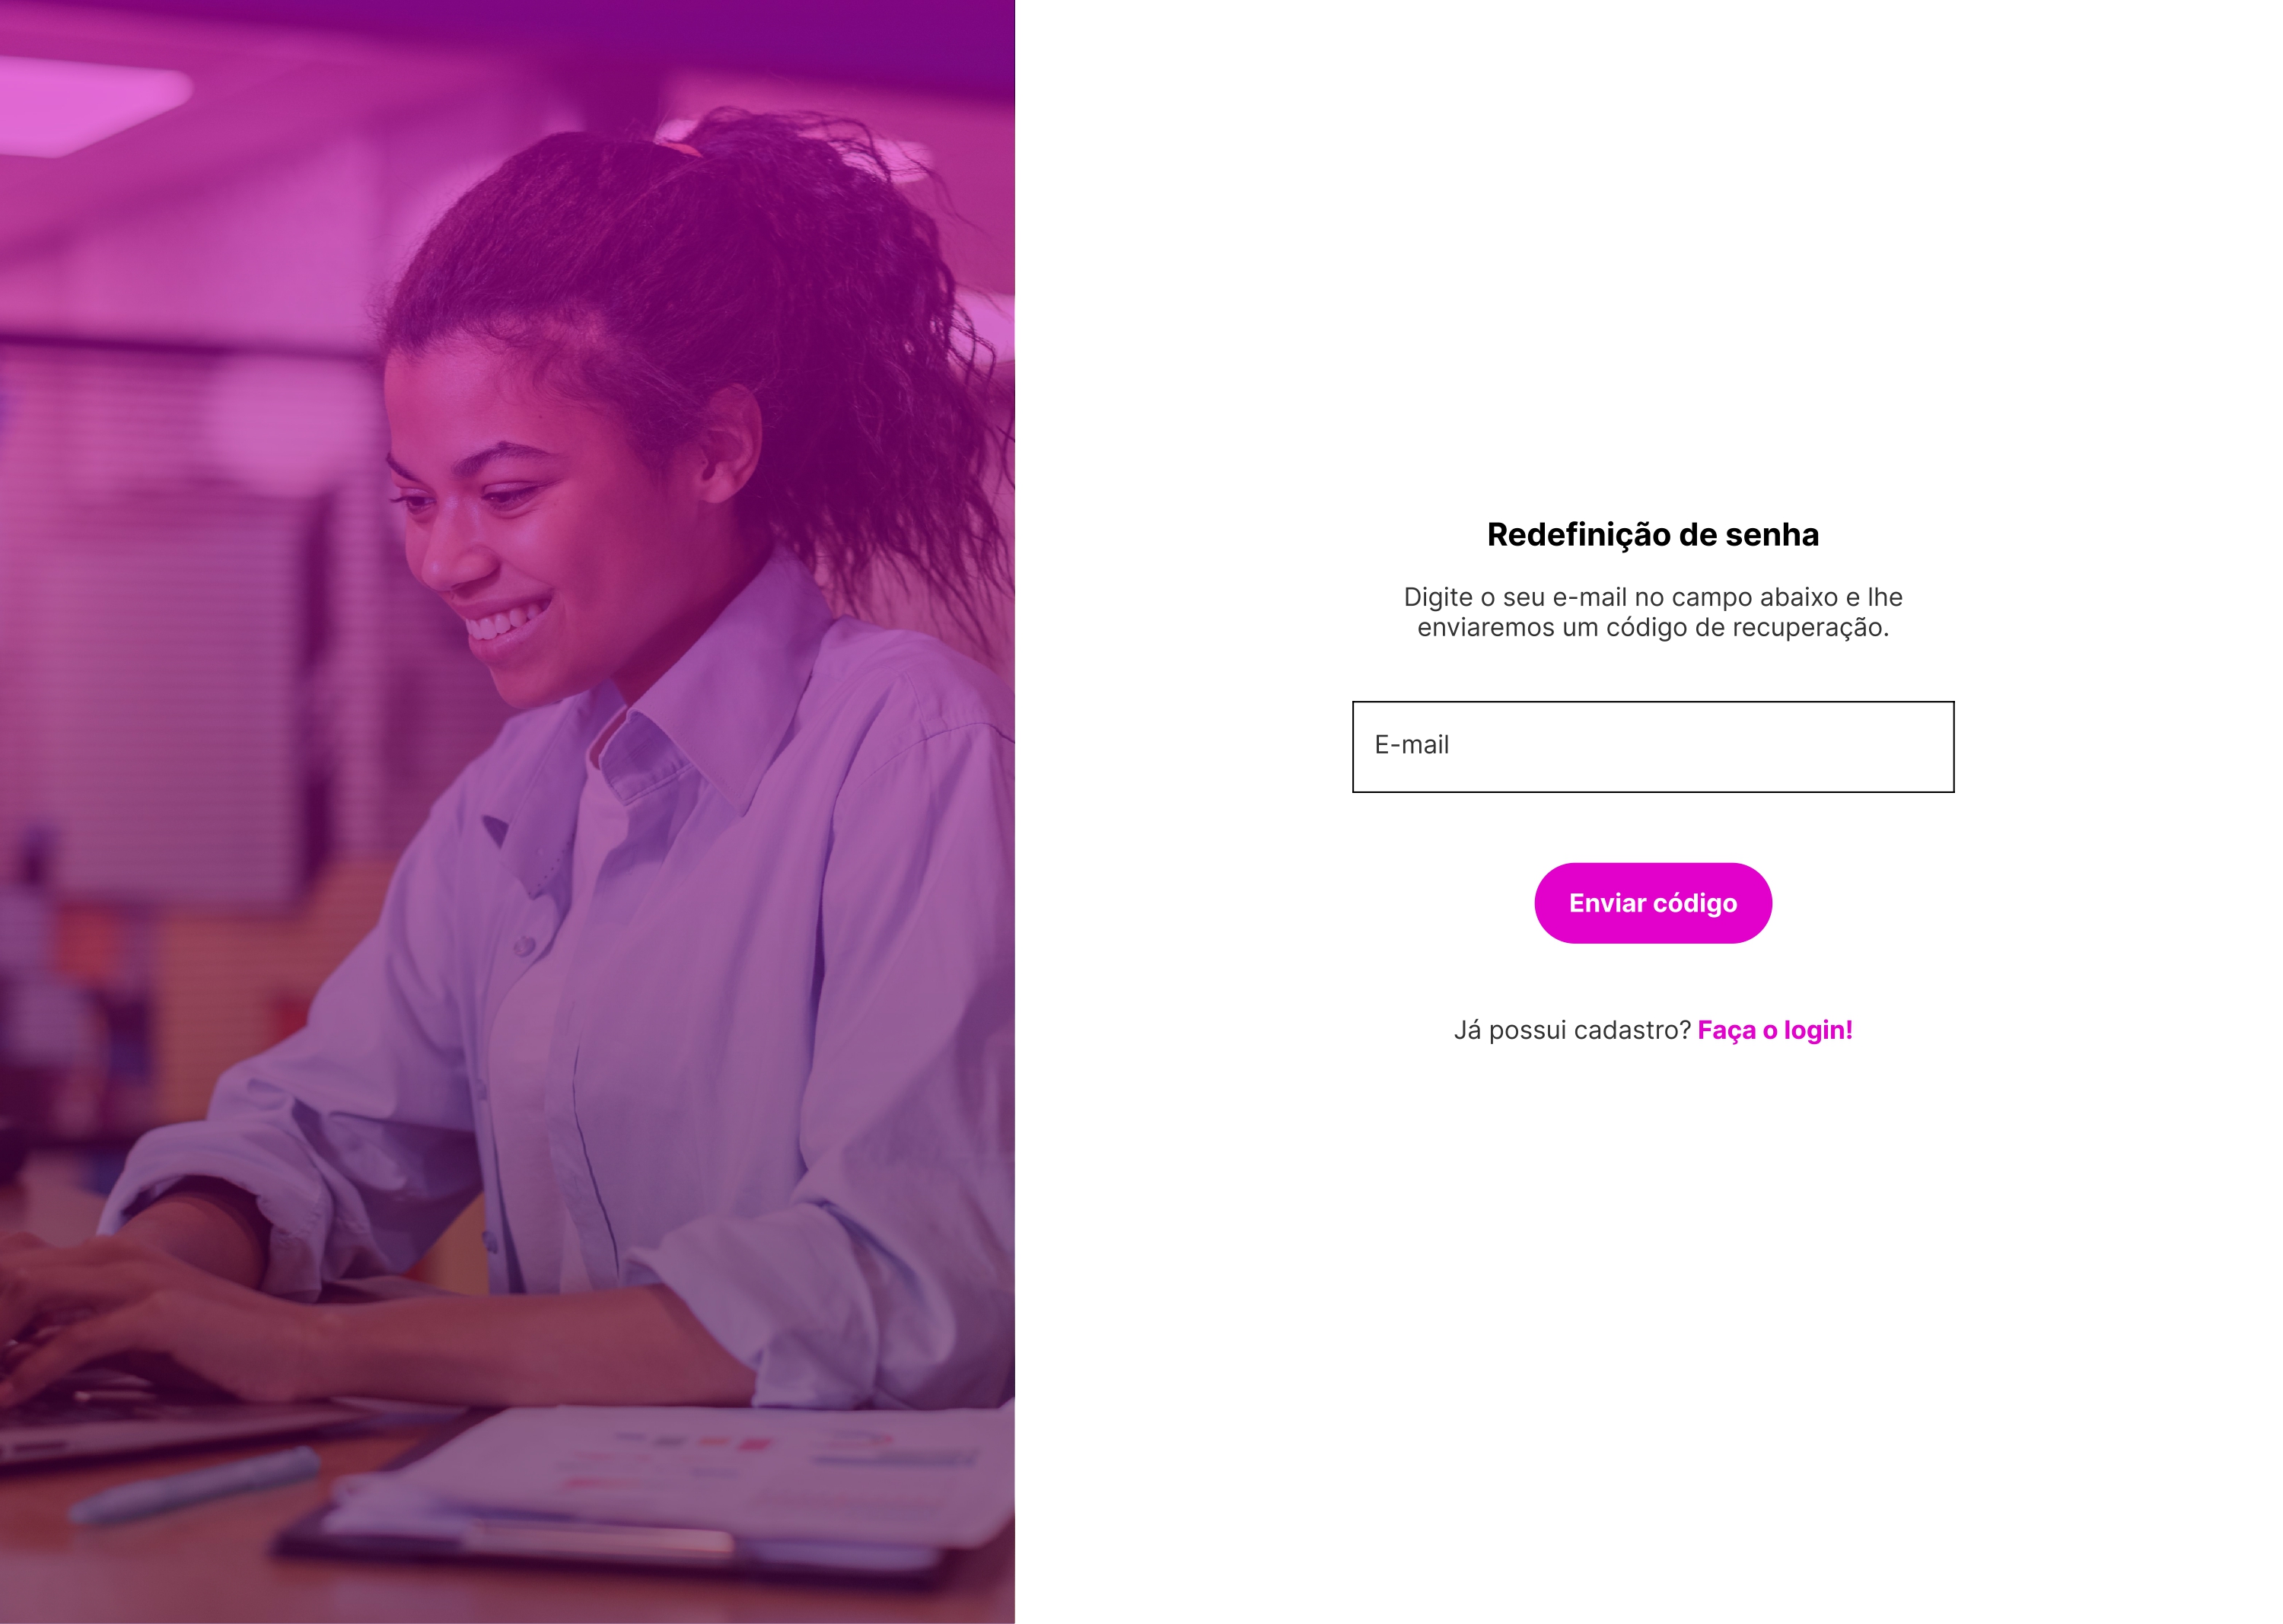 Redefinição de senha
Digite o seu e-mail no campo abaixo e lhe
enviaremos um código de recuperação.
E-mail
Enviar código
Já possui cadastro? Faça o login!